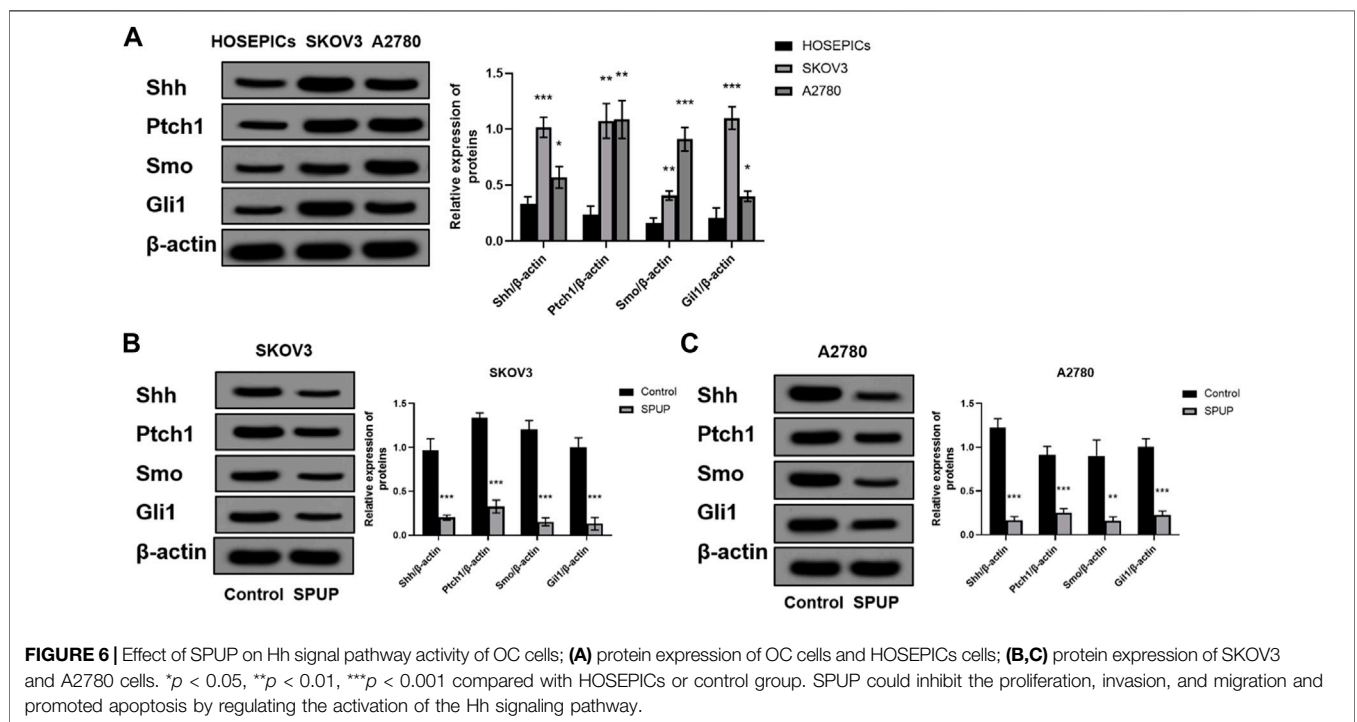 A
HOSEPICs SKOV3 A2780
Shh
Ptch1
Smo
Gli1
β-actin
HOSEPICs
SKOV3
A2780
Relative expression of
proteins
1.5
1.0
0.5
0.0
***
*
**
**
**
***
***
*
Shh/β-actin
Ptch1/β-actin
Smo/β-actin
Gil1/β-actin
B
SKOV3
Shh
Ptch1
Smo
Gli1
β-actin
Control SPUP
SKOV3
Control
SPUP
Relative expression of
proteins
1.5
1.0
0.5
0.0
***
***
***
***
Shh/β-actin
Ptch1/β-actin
Smo/β-actin
Gil1/β-actin
C
A2780
Shh
Ptch1
Smo
Gli1
β-actin
Control SPUP
A2780
Control
SPUP
Relative expression of
proteins
1.5
1.0
0.5
0.0
***
***
**
***
Shh/β-actin
Ptch1/β-actin
Smo/β-actin
Gil1/β-actin
FIGURE 6 | Effect of SPUP on Hh signal pathway activity of OC cells; (A) protein expression of OC cells and HOSEPICs cells; (B,C) protein expression of SKOV3
and A2780 cells. *p < 0.05, **p < 0.01, ***p < 0.001 compared with HOSEPICs or control group. SPUP could inhibit the proliferation, invasion, and migration and
promoted apoptosis by regulating the activation of the Hh signaling pathway.